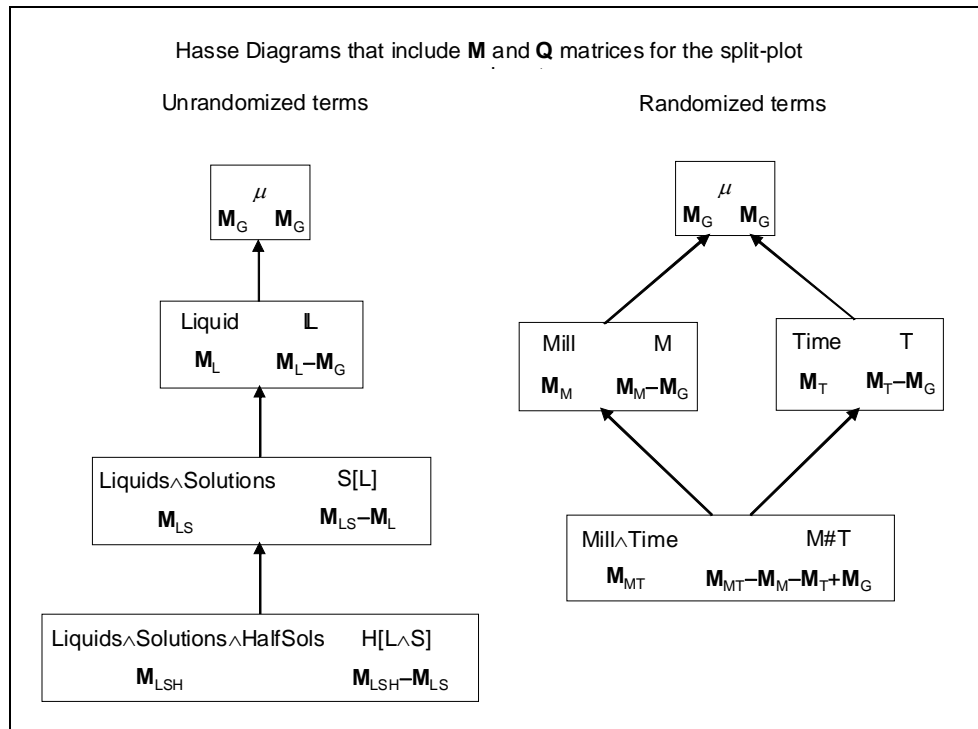 Hasse Diagrams that include M and Q matrices for the split-plot
Unrandomized terms
Randomized terms
μ
M_G M_G
μ
M_G M_G
Liquid L
M_L M_L–M_G
Mill M
M_M M_M–M_G
Time T
M_T M_T–M_G
Liquids∧Solutions S[L]
M_LS M_LS–M_L
Mill∧Time M#T
M_MT M_MT–M_M–M_T+M_G
Liquids∧Solutions∧HalfSols H[L∧S]
M_LSH M_LSH–M_LS